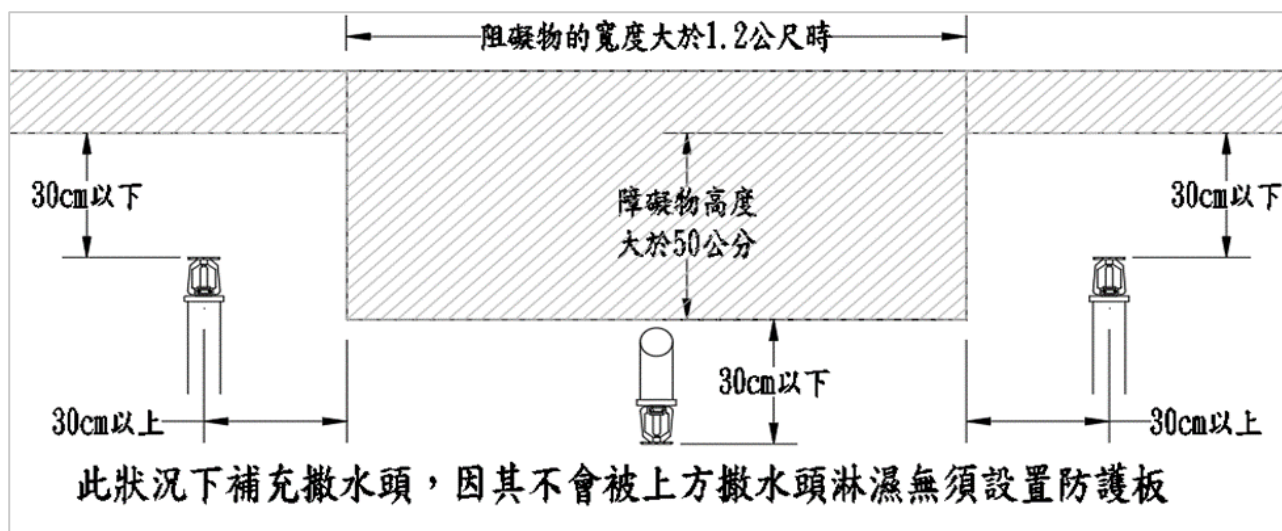 阻礙物的寬度大於1.2公尺時
30cm以下
障礙物高度
大於50公分
30cm以下
30cm以下
30cm以上
30cm以上
此狀況下補充撒水頭，因其不會被上方撒水頭淋濕無須設置防護板